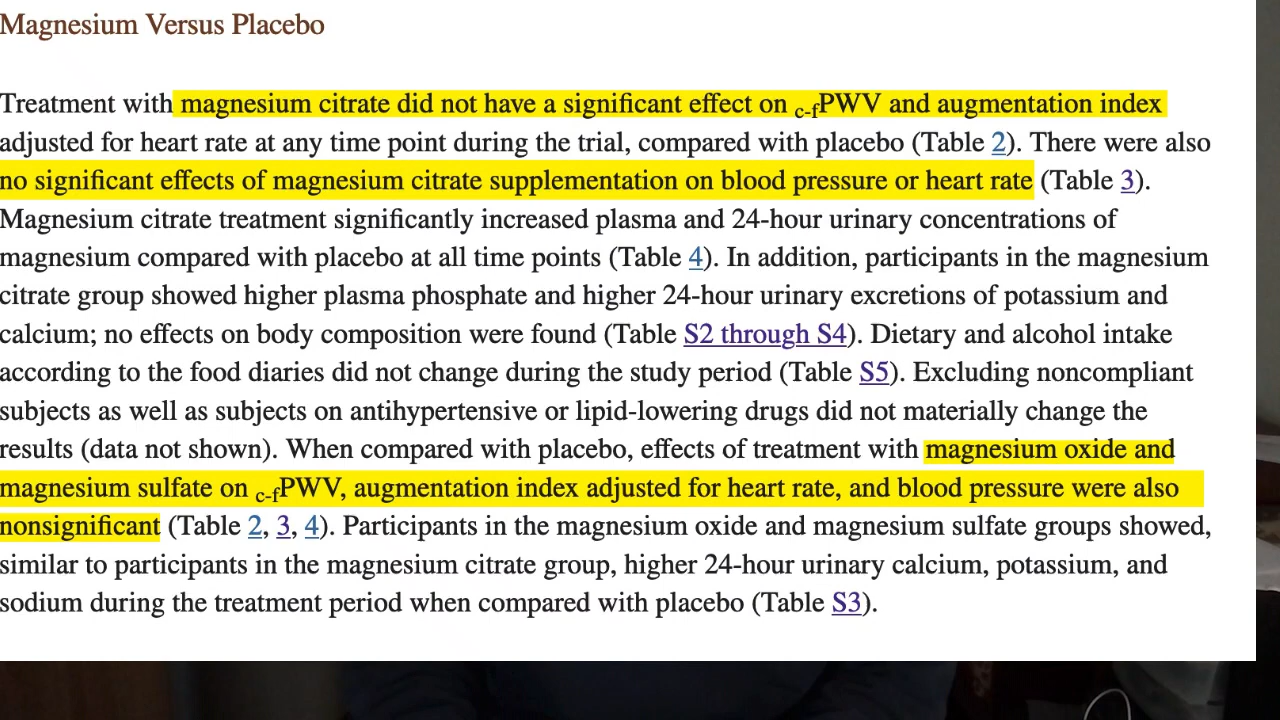 Magnesium Versus Placebo
Treatment with magnesium citrate did not have a significant effect on c-fPWV and augmentation index
adjusted for heart rate at any time point during the trial, compared with placebo (Table 2). There were also
no significant effects of magnesium citrate supplementation on blood pressure or heart rate (Table 3).
Magnesium citrate treatment significantly increased plasma and 24-hour urinary concentrations of
magnesium compared with placebo at all time points (Table 4). In addition, participants in the magnesium
citrate group showed higher plasma phosphate and higher 24-hour urinary excretions of potassium and
calcium; no effects on body composition were found (Table S2 through S4). Dietary and alcohol intake
according to the food diaries did not change during the study period (Table S5). Excluding noncompliant
subjects as well as subjects on antihypertensive or lipid-lowering drugs did not materially change the
results (data not shown). When compared with placebo, effects of treatment with magnesium oxide and
magnesium sulfate on c-fPWV, augmentation index adjusted for heart rate, and blood pressure were also
nonsignificant (Table 2, 3, 4). Participants in the magnesium oxide and magnesium sulfate groups showed,
similar to participants in the magnesium citrate group, higher 24-hour urinary calcium, potassium, and
sodium during the treatment period when compared with placebo (Table S3).